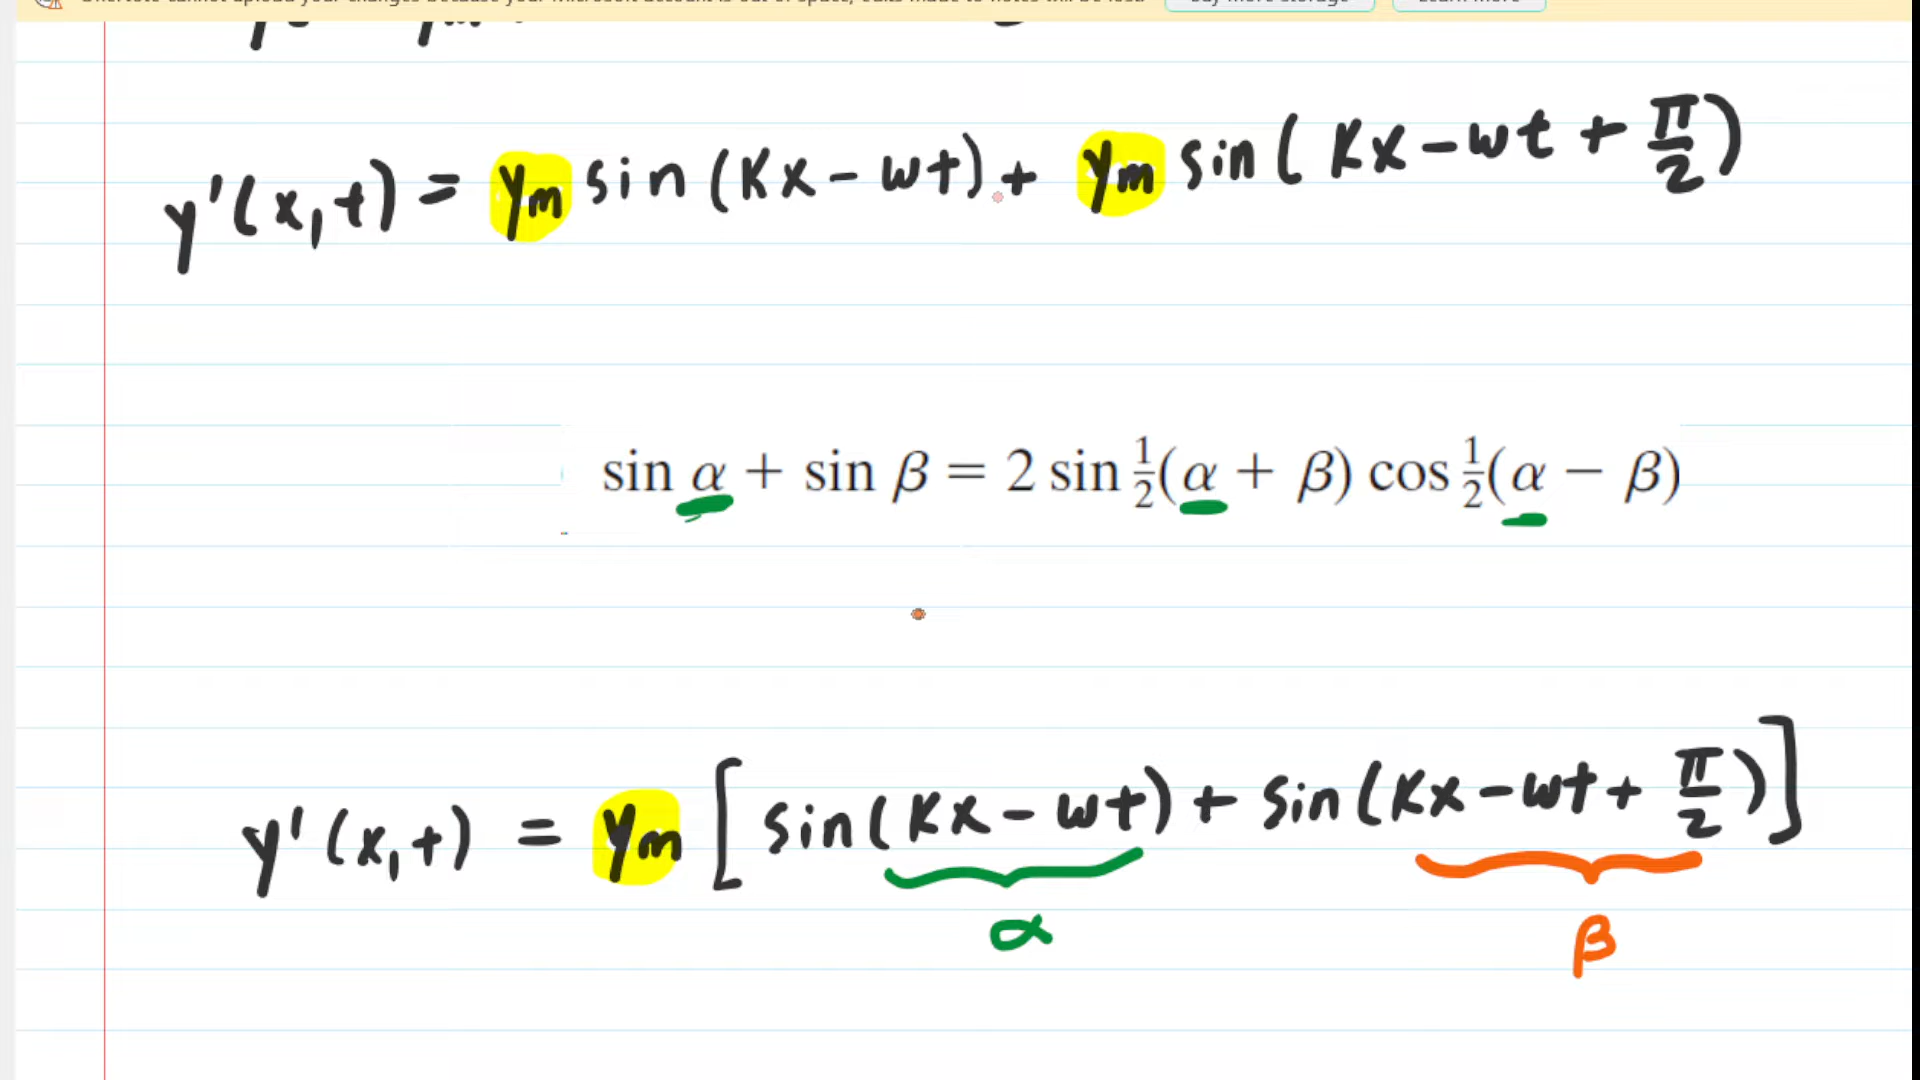 y'(x,t) = ym sin(Kx - wt) + ym sin(Kx - wt + π/2)
sin α + sin β = 2 sin ½(α + β) cos ½(α − β)
y'(x,t) = ym [sin(Kx - wt) + sin(Kx - wt + π/2)]
α β